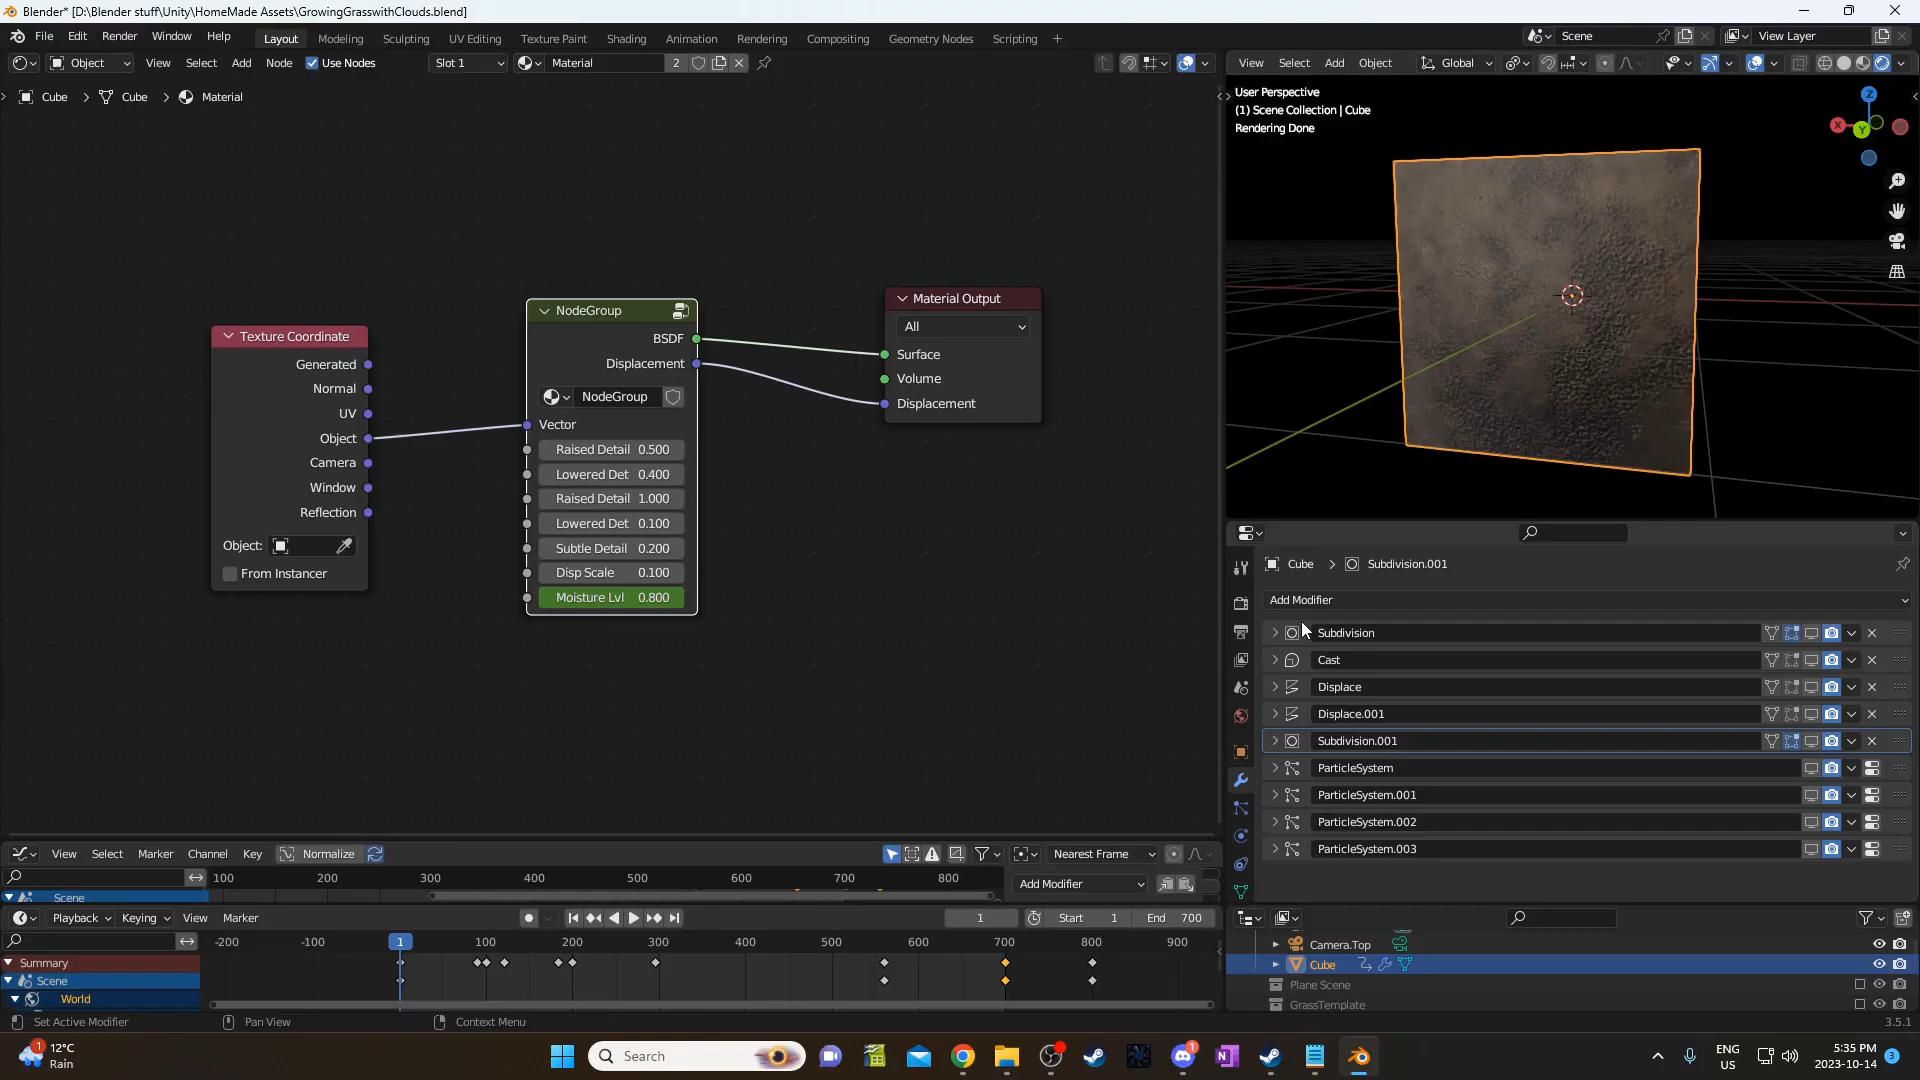 Blender* [D:\Blender stuff\Unity\HomeMade Assets\GrowingGrasswithClouds.blend]
File Edit Render Window Help Layout Modeling Sculpting UV Editing Texture Paint Shading Animation Rendering Compositing Geometry Nodes Scripting + Scene View Layer
Object View Select Add Node Use Nodes Slot 1 Material 2
View Select Add Object Global
Cube Cube Material
User Perspective
(1) Scene Collection | Cube
Rendering Done
Z
X
Y
Texture Coordinate
Generated
Normal
UV
Object
Camera
Window
Reflection
Object:
From Instancer
NodeGroup
BSDF
Displacement
NodeGroup
Vector
Raised Detail 0.500
Lowered Det 0.400
Raised Detail 1.000
Lowered Det 0.100
Subtle Detail 0.200
Disp Scale 0.100
Moisture Lvl 0.800
Material Output
All
Surface
Volume
Displacement
Cube Subdivision.001
Add Modifier
Subdivision
Cast
Displace
Displace.001
Subdivision.001
ParticleSystem
ParticleSystem.001
ParticleSystem.002
ParticleSystem.003
View Select Marker Channel Key Normalize Nearest Frame
100 200 300 400 500 600 700 800
Add Modifier
Scene
Playback Keying View Marker 1 Start 1 End 700
-200 -100 1 100 200 300 400 500 600 700 800 900
Summary
Scene
World
Camera.Top
Cube
Plane Scene
GrassTemplate
Set Active Modifier Pan View Context Menu 3.5.1
1
12°C
Rain
Search
1
ENG
US
5:35 PM
2023-10-14
3